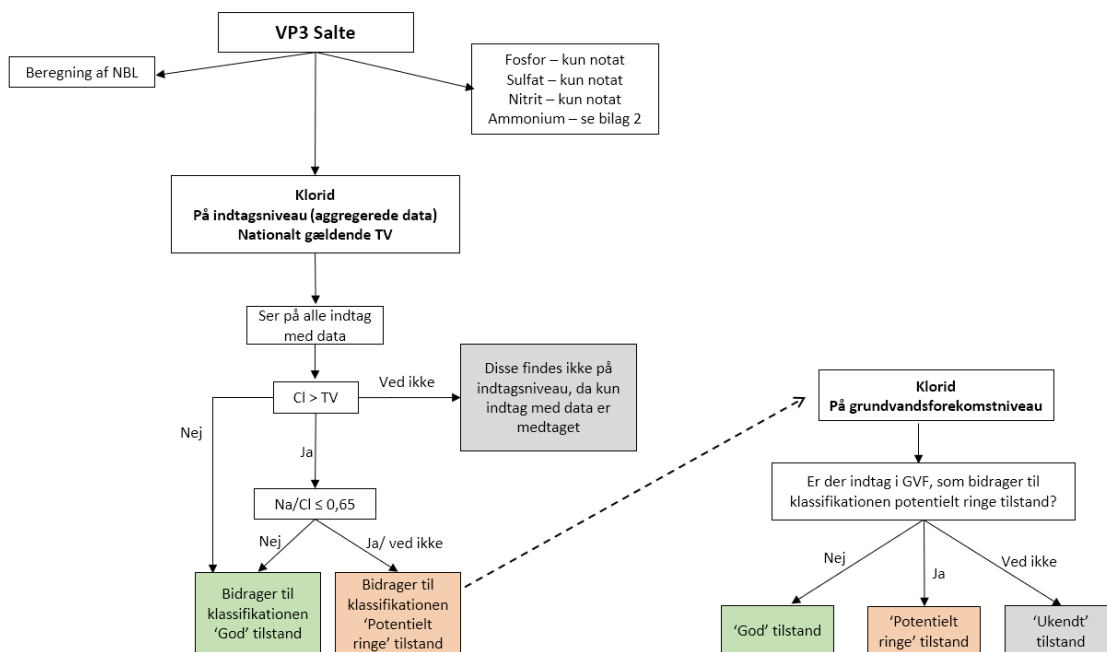 VP3 Salte
Beregning af NBL
Fosfor – kun notat
Sulfat – kun notat
Nitrit – kun notat
Ammonium – se bilag 2
Klorid
På indtagsniveau (aggregerede data)
Nationalt gældende TV
Ser på alle indtag
med data
Cl > TV
Ved ikke
Disse findes ikke på
indtagsniveau, da kun
indtag med data er
medtaget
Nej
Ja
Na/Cl ≤ 0,65
Nej
Ja/ ved ikke
Bidrager til
klassifikationen
'God' tilstand
Bidrager til
klassifikationen
'Potentielt
ringe' tilstand
Klorid
På grundvandsforekomstniveau
Er der indtag i GVF, som bidrager til
klassifikationen potentielt ringe tilstand?
Nej
Ja
Ved ikke
'God' tilstand
'Potentielt
ringe' tilstand
'Ukendt'
tilstand